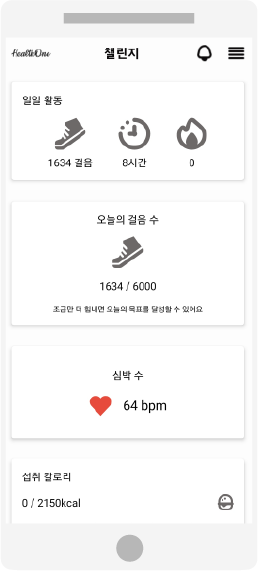 HealthOne
챌린지
일일 활동
1634 걸음
8시간
0
오늘의 걸음 수
1634 / 6000
조금만 더 힘내면 오늘의 목표를 달성할 수 있어요
심박 수
64 bpm
섭취 칼로리
0 / 2150kcal